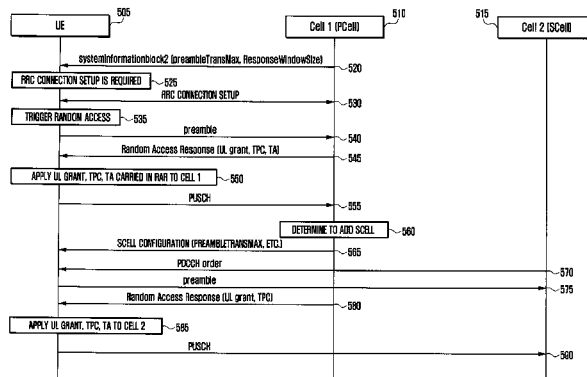 505
510
515
UE
Cell 1 (PCell)
Cell 2 (SCell)
systemInformationblock2 (preambleTransMax, ResponseWindowSize)
520
RRC CONNECTION SETUP IS REQUIRED
525
RRC CONNECTION SETUP
530
TRIGGER RANDOM ACCESS
535
preamble
540
Random Access Response (UL grant, TPC, TA)
545
APPLY UL GRANT, TPC, TA CARRIED IN RAR TO CELL 1
550
PUSCH
555
DETERMINE TO ADD SCELL
560
SCELL CONFIGURATION (PREAMBLETRANSMAX, ETC.)
565
PDCCH order
570
preamble
575
Random Access Response (UL grant, TPC)
580
APPLY UL GRANT, TPC, TA TO CELL 2
585
PUSCH
590